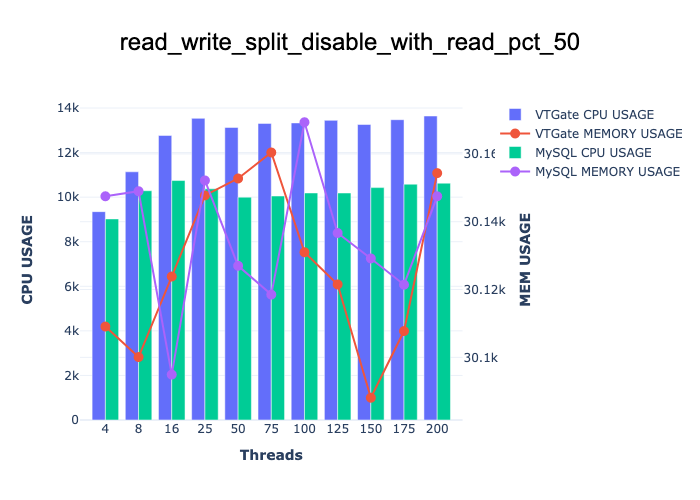 read_write_split_disable_with_read_pct_50
14k
12k
10k
8k
6k
4k
2k
0
CPU USAGE
4 8 16 25 50 75 100 125 150 175 200
Threads
30.16
30.14k
30.12k
30.1k
MEM USAGE
VTGate CPU USAGE
VTGate MEMORY USAGE
MySQL CPU USAGE
MySQL MEMORY USAGE